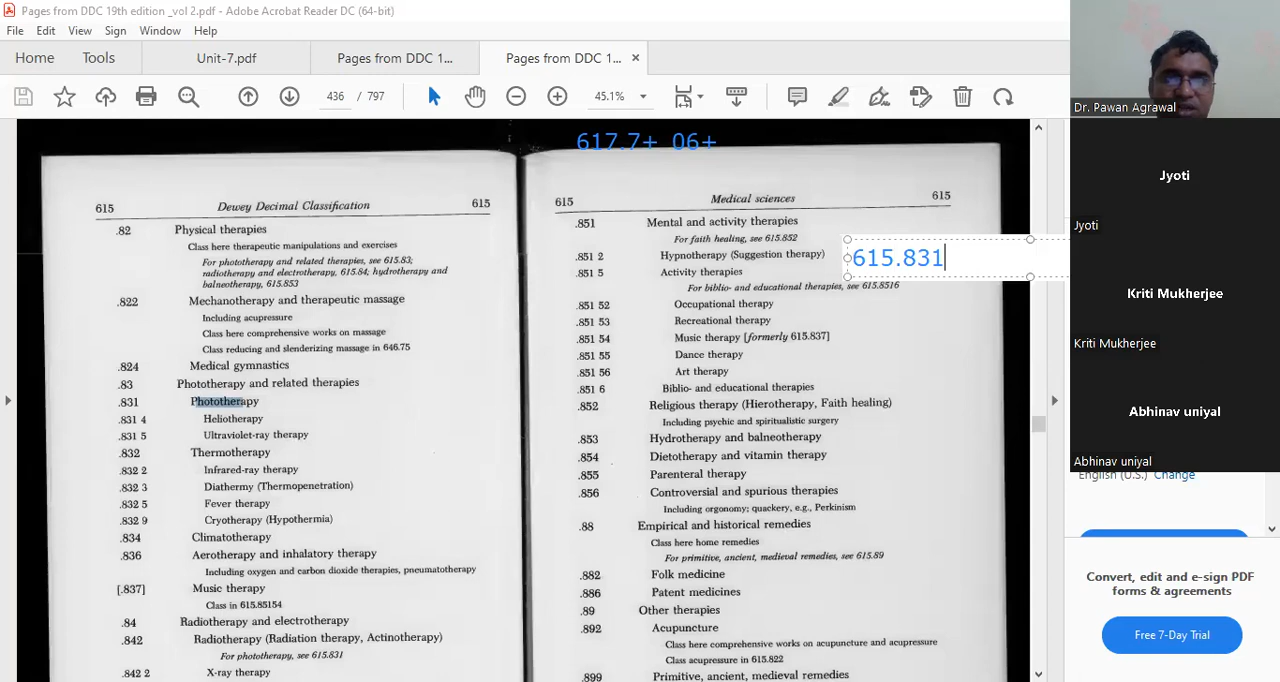 Pages from DDC 19th edition _vol 2.pdf - Adobe Acrobat Reader DC (64-bit)
File Edit View Sign Window Help
Home Tools Unit-7.pdf Pages from DDC 1... Pages from DDC 1... ×
436 / 797 45.1%
Dr. Pawan Agrawal
Jyoti
Jyoti
Kriti Mukherjee
Kriti Mukherjee
Abhinav uniyal
Abhinav uniyal
617.7+ 06+
615.831
615 Dewey Decimal Classification 615
.82 Physical therapies
Class here therapeutic manipulations and exercises
For phototherapy and related therapies, see 615.83;
radiotherapy and electrotherapy, 615.84; hydrotherapy and
balneotherapy, 615.853
.822 Mechanotherapy and therapeutic massage
Including acupressure
Class here comprehensive works on massage
Class reducing and slenderizing massage in 646.75
.824 Medical gymnastics
.83 Phototherapy and related therapies
.831 Phototherapy
.831 4 Heliotherapy
.831 5 Ultraviolet-ray therapy
.832 Thermotherapy
.832 2 Infrared-ray therapy
.832 3 Diathermy (Thermopenetration)
.832 5 Fever therapy
.832 9 Cryotherapy (Hypothermia)
.834 Climatotherapy
.836 Aerotherapy and inhalatory therapy
Including oxygen and carbon dioxide therapies, pneumatotherapy
[.837] Music therapy
Class in 615.85154
.84 Radiotherapy and electrotherapy
.842 Radiotherapy (Radiation therapy, Actinotherapy)
For phototherapy, see 615.831
.842 2 X-ray therapy
615 Medical sciences 615
.851 Mental and activity therapies
For faith healing, see 615.852
.851 2 Hypnotherapy (Suggestion therapy)
.851 5 Activity therapies
For biblio- and educational therapies, see 615.8516
.851 52 Occupational therapy
.851 53 Recreational therapy
.851 54 Music therapy [formerly 615.837]
.851 55 Dance therapy
.851 56 Art therapy
.851 6 Biblio- and educational therapies
.852 Religious therapy (Hierotherapy, Faith healing)
Including psychic and spiritualistic surgery
.853 Hydrotherapy and balneotherapy
.854 Dietotherapy and vitamin therapy
.855 Parenteral therapy
.856 Controversial and spurious therapies
Including orgonomy; quackery, e.g., Perkinism
.88 Empirical and historical remedies
Class here home remedies
For primitive, ancient, medieval remedies, see 615.89
.882 Folk medicine
.886 Patent medicines
.89 Other therapies
.892 Acupuncture
Class here comprehensive works on acupuncture and acupressure
Class acupressure in 615.822
.899 Primitive, ancient, medieval remedies
English (U.S.) Change
Convert, edit and e-sign PDF
forms & agreements
Free 7-Day Trial